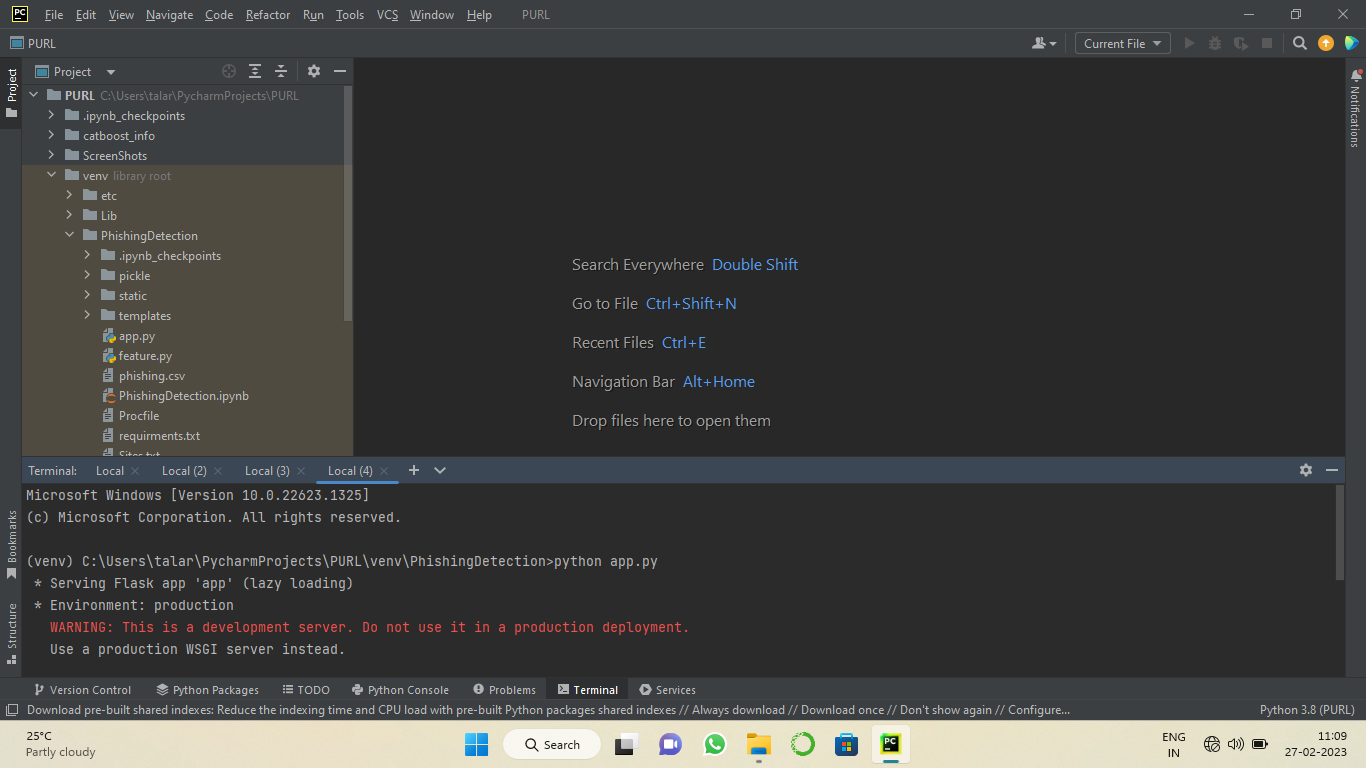 PC File Edit View Navigate Code Refactor Run Tools VCS Window Help PURL
PURL Current File
Project
Project
PURL C:\Users\talar\PycharmProjects\PURL
.ipynb_checkpoints
catboost_info
ScreenShots
venv library root
etc
Lib
PhishingDetection
.ipynb_checkpoints
pickle
static
templates
app.py
feature.py
phishing.csv
PhishingDetection.ipynb
Procfile
requirments.txt
Sites.txt
Search Everywhere Double Shift
Go to File Ctrl+Shift+N
Recent Files Ctrl+E
Navigation Bar Alt+Home
Drop files here to open them
Notifications
Terminal: Local Local (2) Local (3) Local (4)
Microsoft Windows [Version 10.0.22623.1325]
(c) Microsoft Corporation. All rights reserved.
(venv) C:\Users\talar\PycharmProjects\PURL\venv\PhishingDetection>python app.py
* Serving Flask app 'app' (lazy loading)
* Environment: production
WARNING: This is a development server. Do not use it in a production deployment.
Use a production WSGI server instead.
Bookmarks
Structure
Version Control Python Packages TODO Python Console Problems Terminal Services
Download pre-built shared indexes: Reduce the indexing time and CPU load with pre-built Python packages shared indexes // Always download // Download once // Don't show again // Configure... Python 3.8 (PURL)
25°C
Partly cloudy
Search
PC
ENG
IN
11:09
27-02-2023